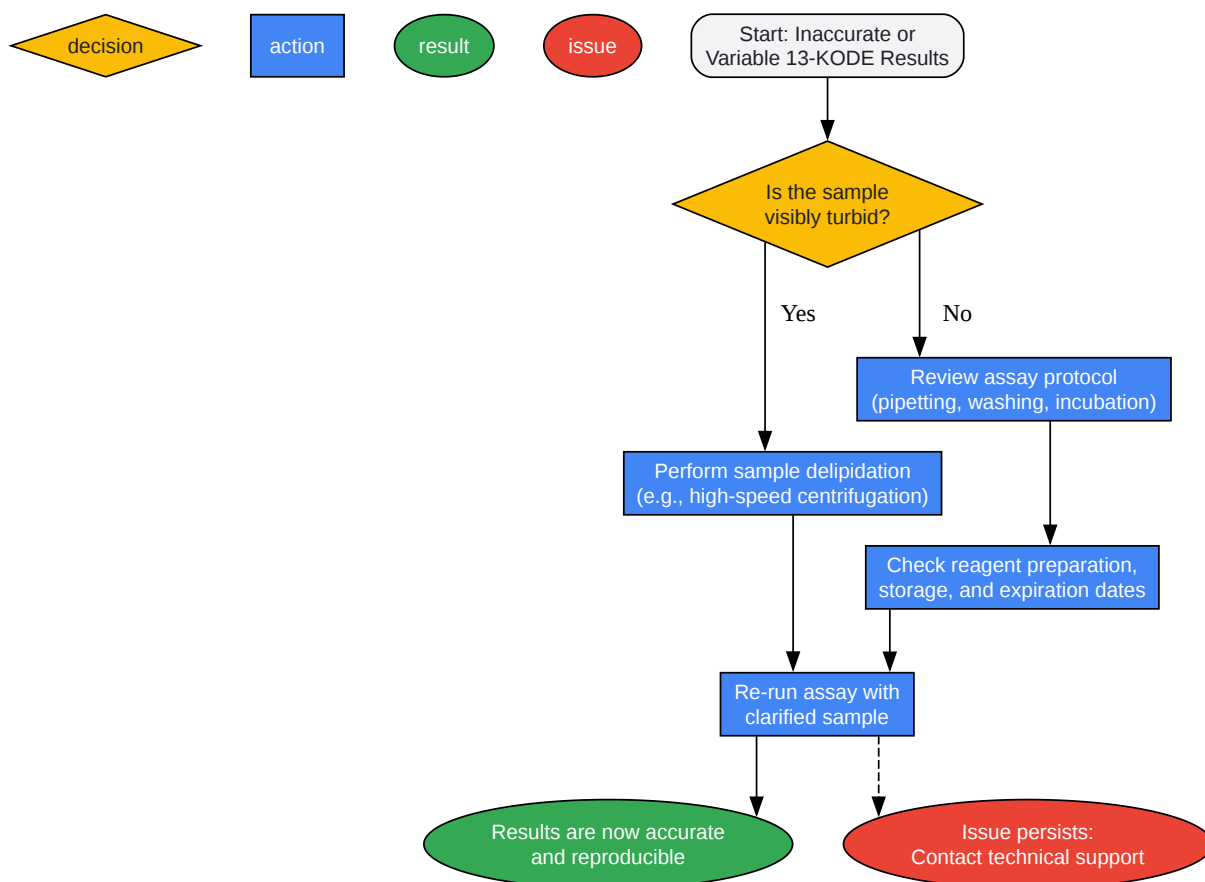 decision
action
result
issue
Start: Inaccurate or
Variable 13-KODE Results
Is the sample
visibly turbid?
Yes
No
Review assay protocol
(pipetting, washing, incubation)
Perform sample delipidation
(e.g., high-speed centrifugation)
Check reagent preparation,
storage, and expiration dates
Re-run assay with
clarified sample
Results are now accurate
and reproducible
Issue persists:
Contact technical support